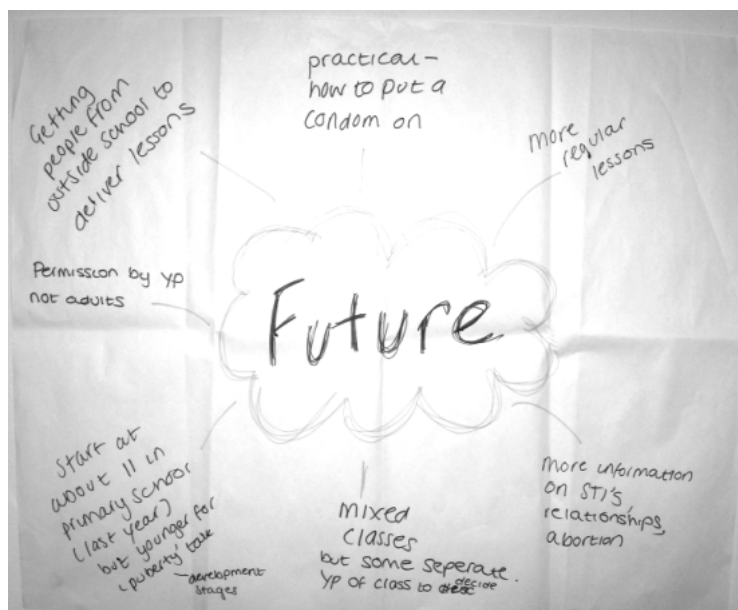 Getting
people from
outside school to
deliver lessons
practical -
how to put a
condom on
more
regular
lessons
Permission by YP
not adults
Future
Start at
about 11 in
primary school
(last year)
but younger for
'puberty' talk
- development
stages
mixed
classes
but some seperate.
YP of class to decide
more information
on STI's,
relationships,
abortion